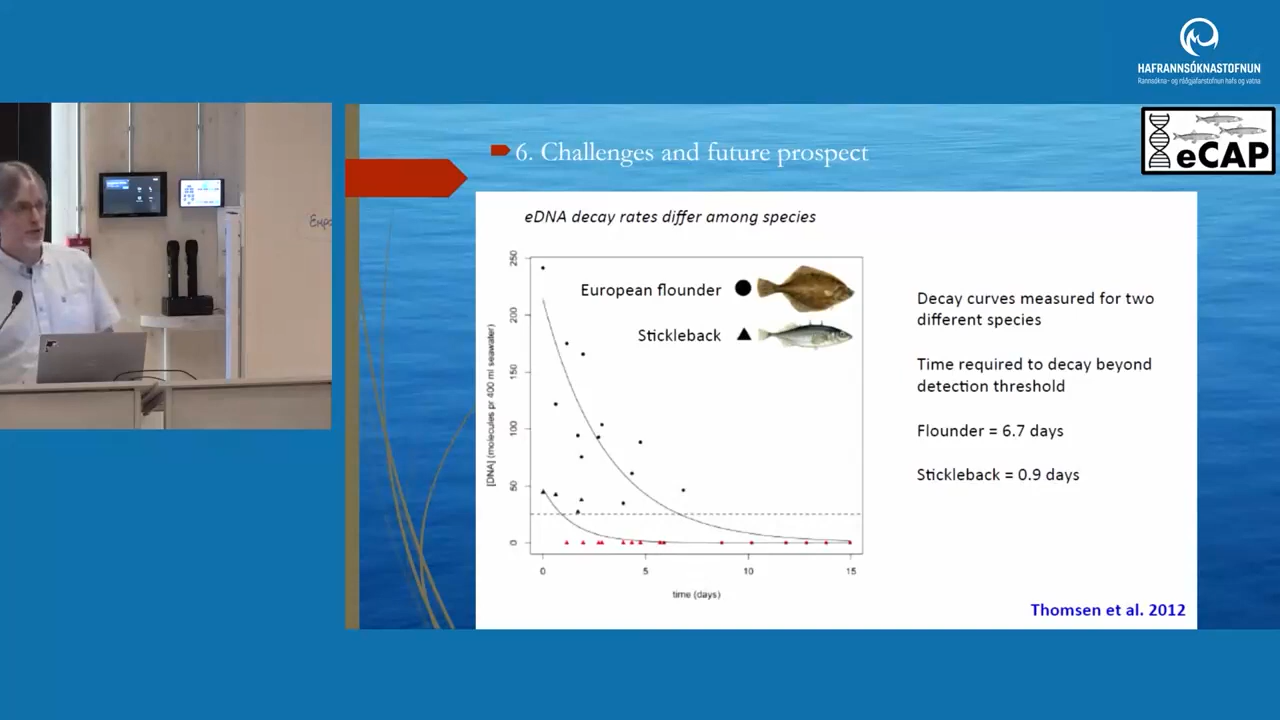 HAFRANNSÓKNASTOFNUN
Rannsókna- og ráðgjafarstofnun hafs og vatna
eCAP
6. Challenges and future prospect
eDNA decay rates differ among species
European flounder
Stickleback
[DNA] (molecules pr 400 ml seawater)
250
200
150
100
50
0
0
5
10
15
time (days)
Decay curves measured for two
different species
Time required to decay beyond
detection threshold
Flounder = 6.7 days
Stickleback = 0.9 days
Thomsen et al. 2012